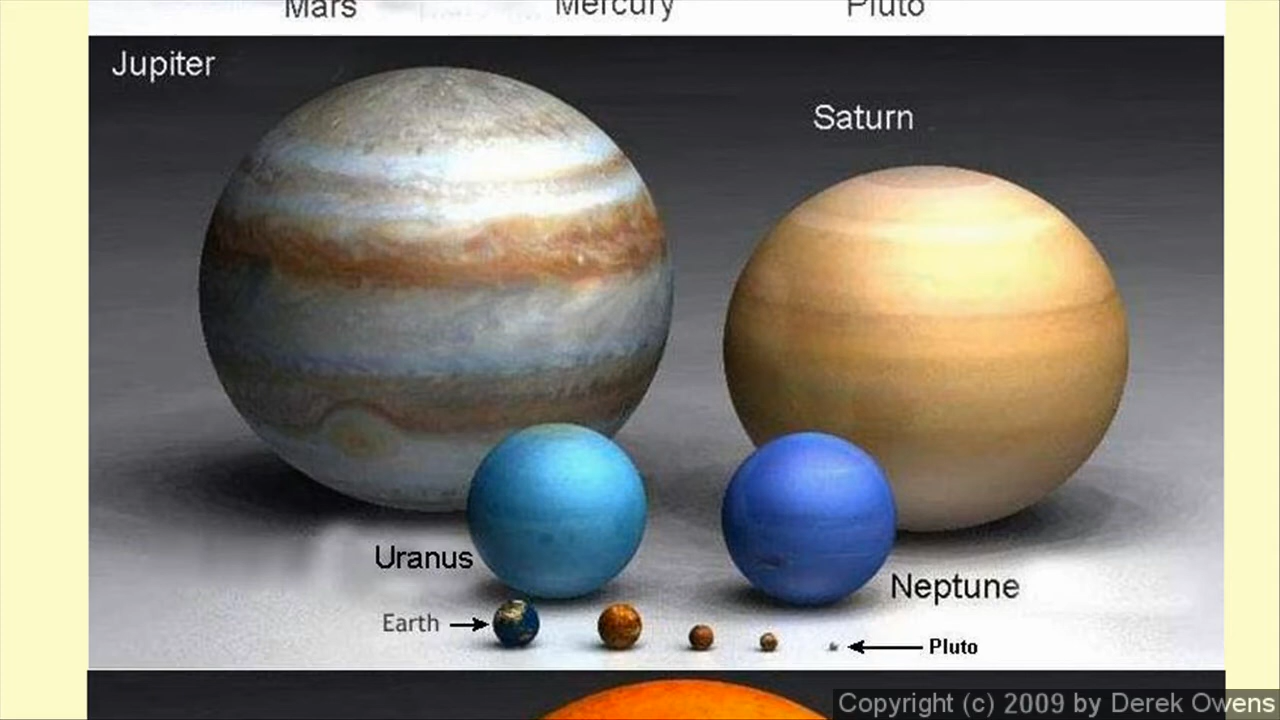 Mars Mercury Pluto
Jupiter
Saturn
Uranus
Neptune
Earth
Pluto
Copyright (c) 2009 by Derek Owens